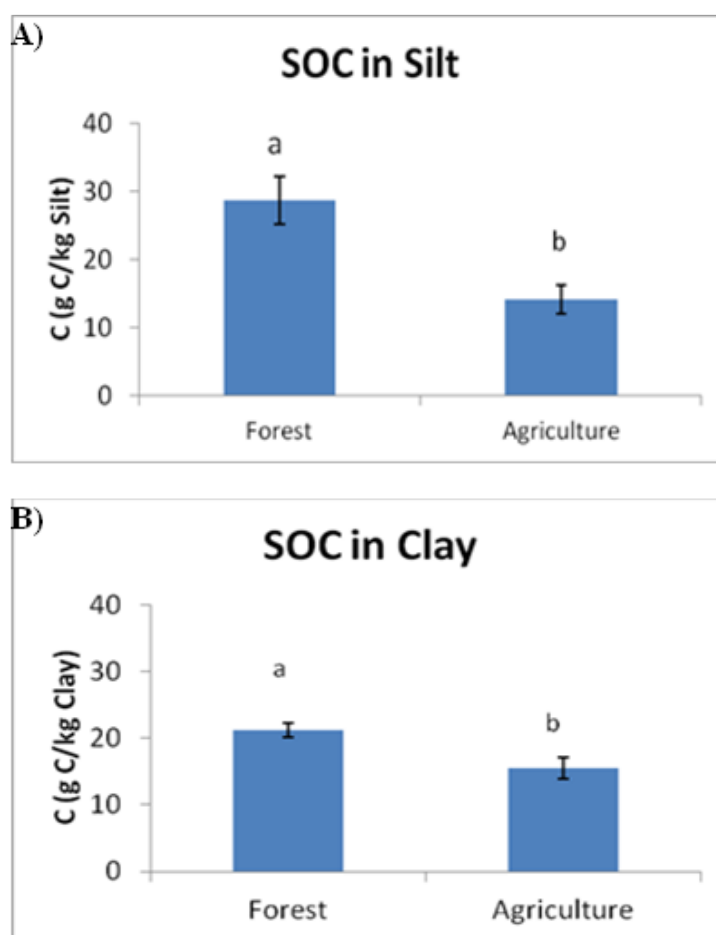 A)
SOC in Silt
C (g C/kg Silt)
40
a
30
b
20
10
0
Forest Agriculture
B)
SOC in Clay
C (g C/kg Clay)
40
30
a
b
20
10
0
Forest Agriculture